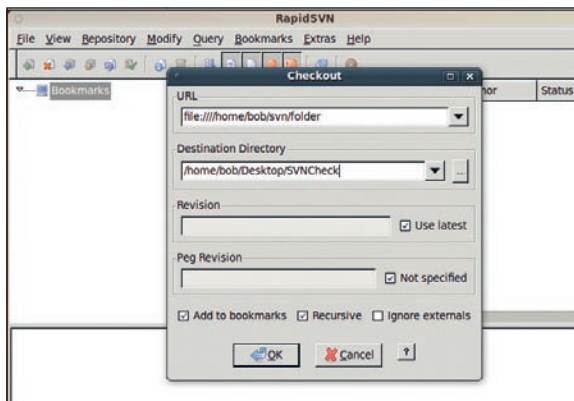 RapidSVN
File View Repository Modify Query Bookmarks Extras Help
Checkout
Bookmarks
Status
URL
file:////home/bob/svn/folder
Destination Directory
/home/bob/Desktop/SVNCheck
...
Revision
Use latest
Peg Revision
Not specified
Add to bookmarks Recursive Ignore externals
OK Cancel ?